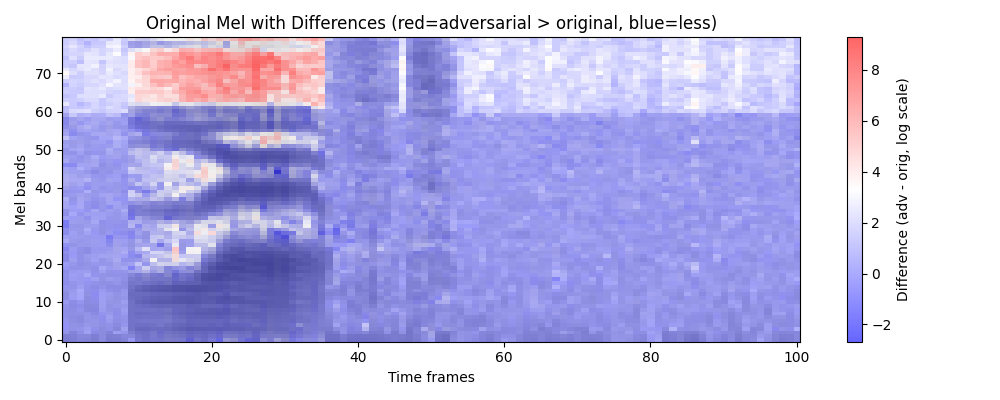 Original Mel with Differences (red=adversarial > original, blue=less)
Mel bands
70
60
50
40
30
20
10
0
0 20 40 60 80 100
Time frames
8
6
4
2
0
−2
Difference (adv - orig, log scale)